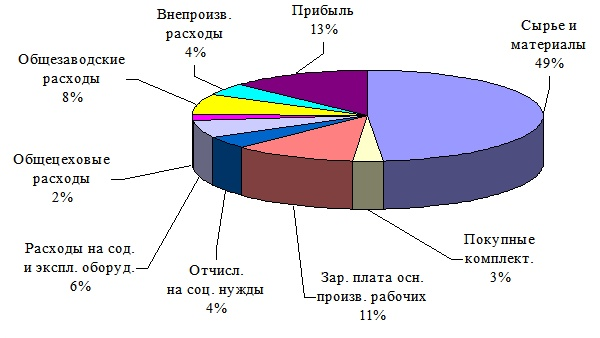 Внепроизв.
расходы
4%
Прибыль
13%
Сырье и
материалы
49%
Общезаводские
расходы
8%
Общецеховые
расходы
2%
Расходы на сод.
и экспл. оборуд.
6%
Отчисл.
на соц. нужды
4%
Зар. плата осн.
произв. рабочих
11%
Покупные
комплект.
3%